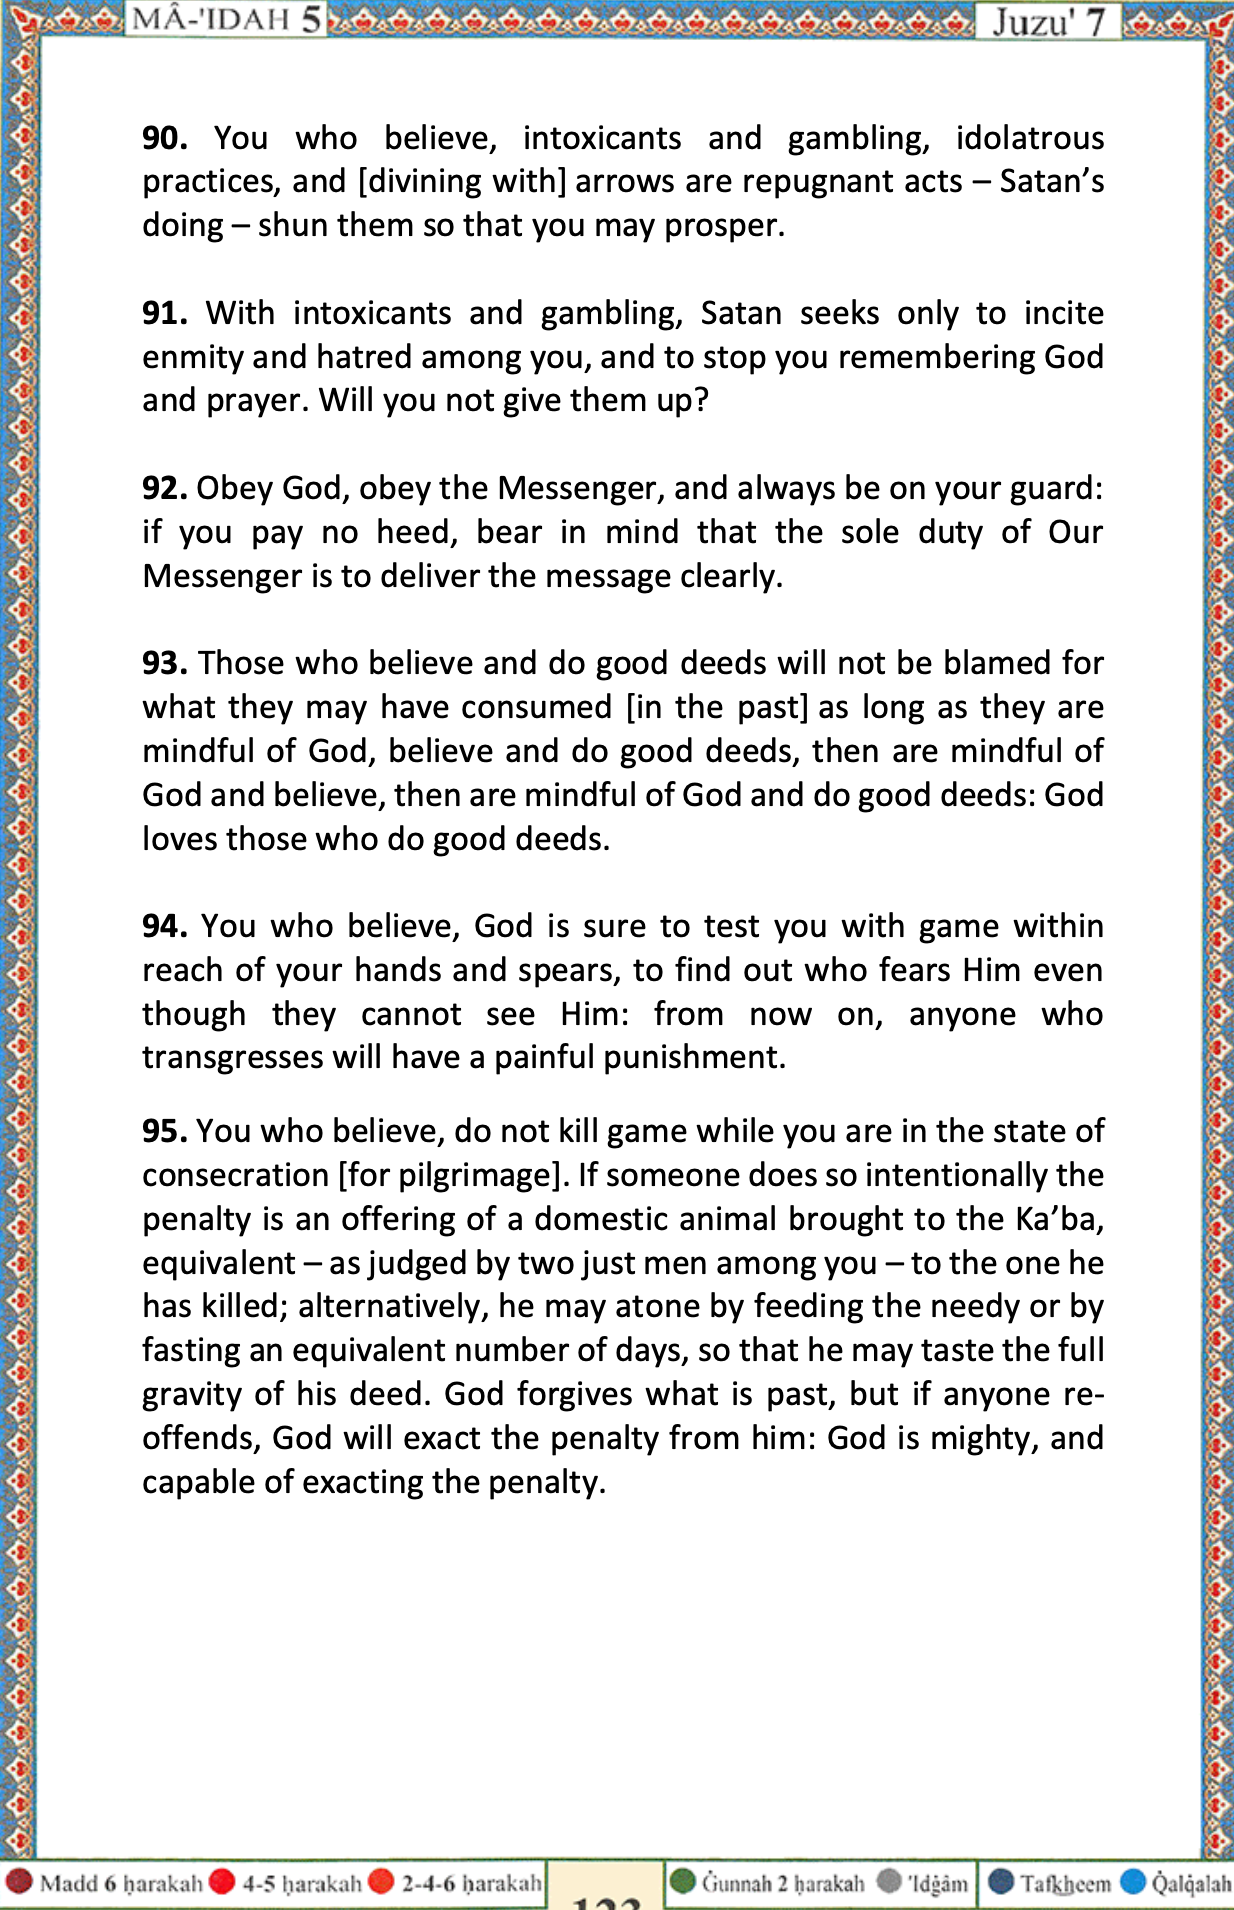 MÂ-'IDAH 5
Juzu' 7
90. You who believe, intoxicants and gambling, idolatrous
practices, and [divining with] arrows are repugnant acts – Satan’s
doing – shun them so that you may prosper.
91. With intoxicants and gambling, Satan seeks only to incite
enmity and hatred among you, and to stop you remembering God
and prayer. Will you not give them up?
92. Obey God, obey the Messenger, and always be on your guard:
if you pay no heed, bear in mind that the sole duty of Our
Messenger is to deliver the message clearly.
93. Those who believe and do good deeds will not be blamed for
what they may have consumed [in the past] as long as they are
mindful of God, believe and do good deeds, then are mindful of
God and believe, then are mindful of God and do good deeds: God
loves those who do good deeds.
94. You who believe, God is sure to test you with game within
reach of your hands and spears, to find out who fears Him even
though they cannot see Him: from now on, anyone who
transgresses will have a painful punishment.
95. You who believe, do not kill game while you are in the state of
consecration [for pilgrimage]. If someone does so intentionally the
penalty is an offering of a domestic animal brought to the Ka’ba,
equivalent – as judged by two just men among you – to the one he
has killed; alternatively, he may atone by feeding the needy or by
fasting an equivalent number of days, so that he may taste the full
gravity of his deed. God forgives what is past, but if anyone re-
offends, God will exact the penalty from him: God is mighty, and
capable of exacting the penalty.
Madd 6 ḥarakah 4-5 ḥarakah 2-4-6 ḥarakah
Ġunnah 2 ḥarakah 'Idġâm
Tafkheem Q̇alq̇alah